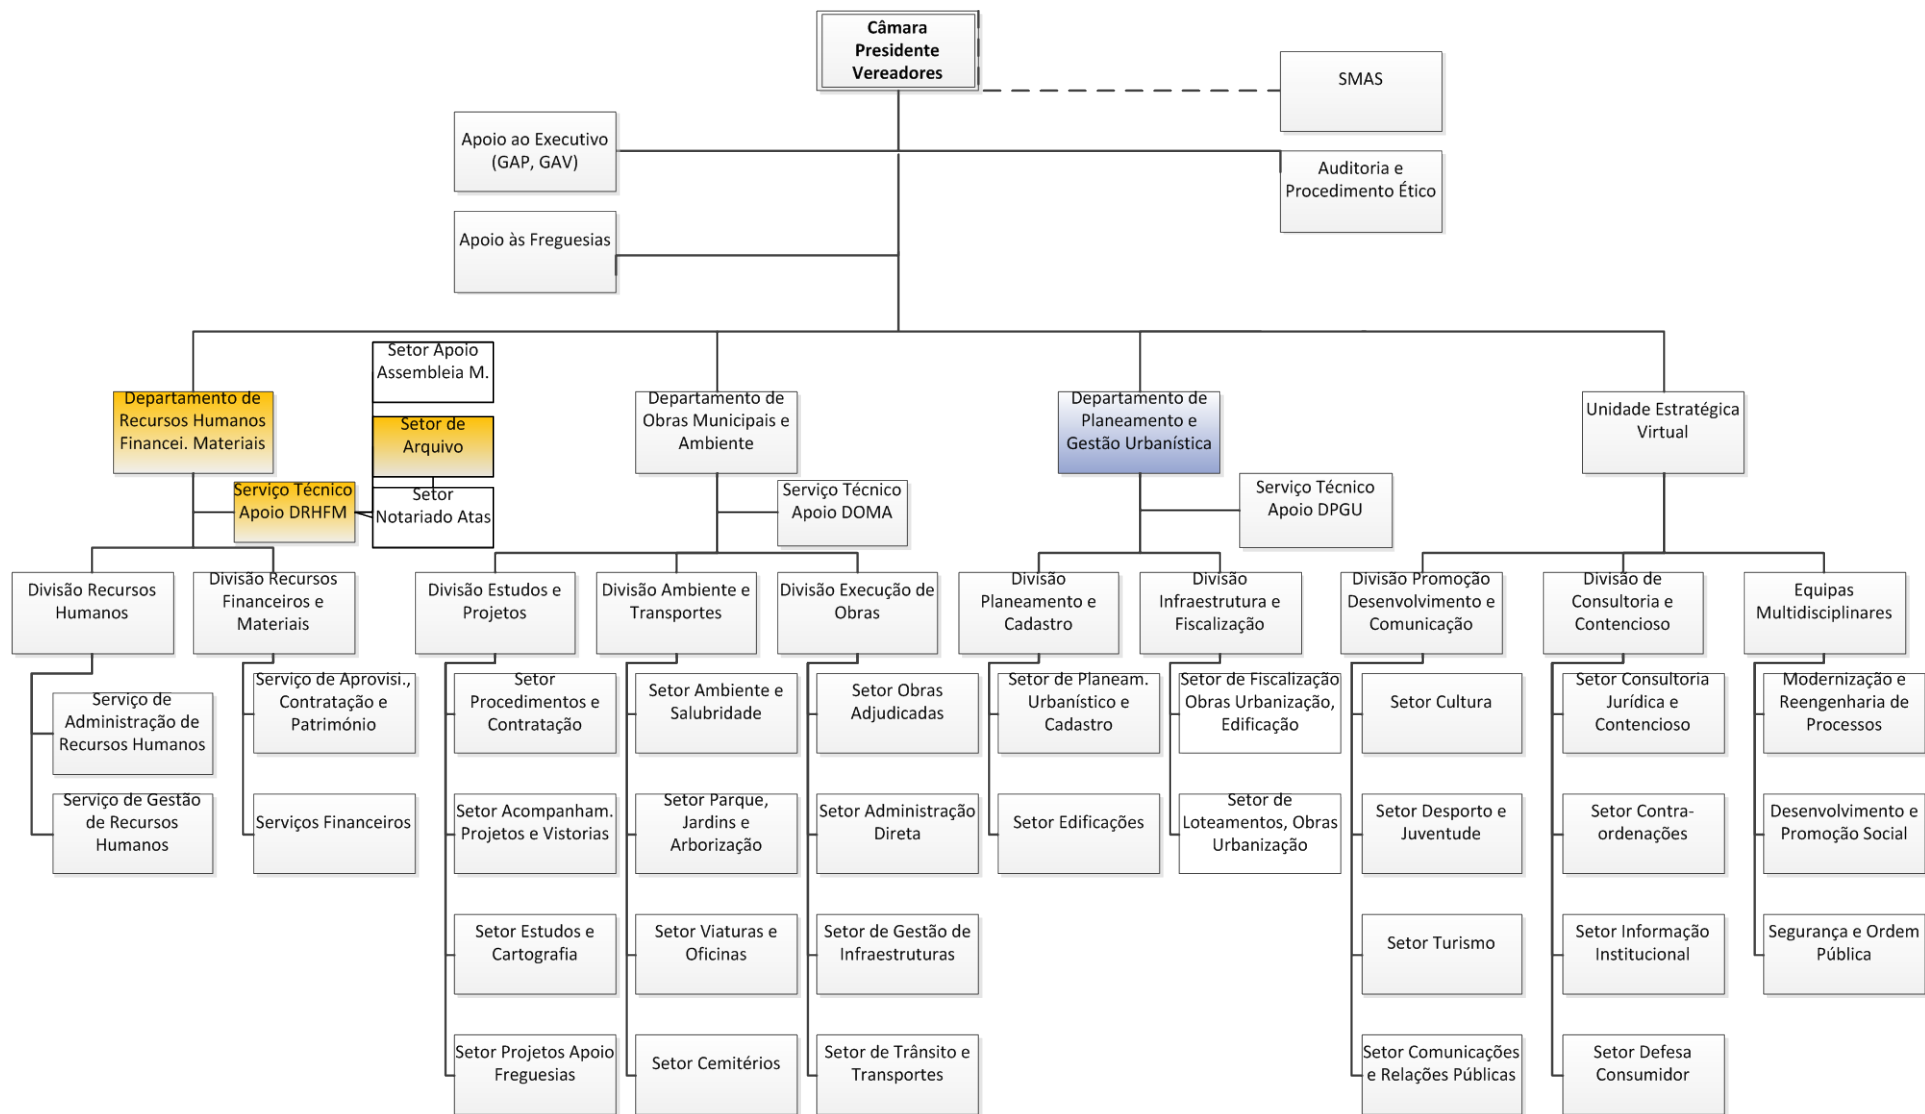 Câmara
Presidente
Vereadores
SMAS
Apoio ao Executivo
(GAP, GAV)
Auditoria e
Procedimento Ético
Apoio às Freguesias
Departamento de
Recursos Humanos
Financei. Materiais
Setor Apoio
Assembleia M.
Setor de
Arquivo
Setor
Notariado Atas
Serviço Técnico
Apoio DRHFM
Departamento de
Obras Municipais e
Ambiente
Serviço Técnico
Apoio DOMA
Departamento de
Planeamento e
Gestão Urbanística
Serviço Técnico
Apoio DPGU
Unidade Estratégica
Virtual
Divisão Recursos
Humanos
Divisão Recursos
Financeiros e
Materiais
Divisão Estudos e
Projetos
Divisão Ambiente e
Transportes
Divisão Execução de
Obras
Divisão
Planeamento e
Cadastro
Divisão
Infraestrutura e
Fiscalização
Divisão Promoção
Desenvolvimento e
Comunicação
Divisão de
Consultoria e
Contencioso
Equipas
Multidisciplinares
Serviço de
Administração de
Recursos Humanos
Serviço de Aprovisi.,
Contratação e
Património
Setor
Procedimentos e
Contratação
Setor Ambiente e
Salubridade
Setor Obras
Adjudicadas
Setor de Planeam.
Urbanístico e
Cadastro
Setor de Fiscalização
Obras Urbanização,
Edificação
Setor Cultura
Setor Consultoria
Jurídica e
Contencioso
Modernização e
Reengenharia de
Processos
Serviço de Gestão
de Recursos
Humanos
Serviços Financeiros
Setor Acompanham.
Projetos e Vistorias
Setor Parque,
Jardins e
Arborização
Setor Administração
Direta
Setor Edificações
Setor de
Loteamentos, Obras
Urbanização
Setor Desporto e
Juventude
Setor Contra-
ordenações
Desenvolvimento e
Promoção Social
Setor Estudos e
Cartografia
Setor Viaturas e
Oficinas
Setor de Gestão de
Infraestruturas
Setor Turismo
Setor Informação
Institucional
Segurança e Ordem
Pública
Setor Projetos Apoio
Freguesias
Setor Cemitérios
Setor de Trânsito e
Transportes
Setor Comunicações
e Relações Públicas
Setor Defesa
Consumidor